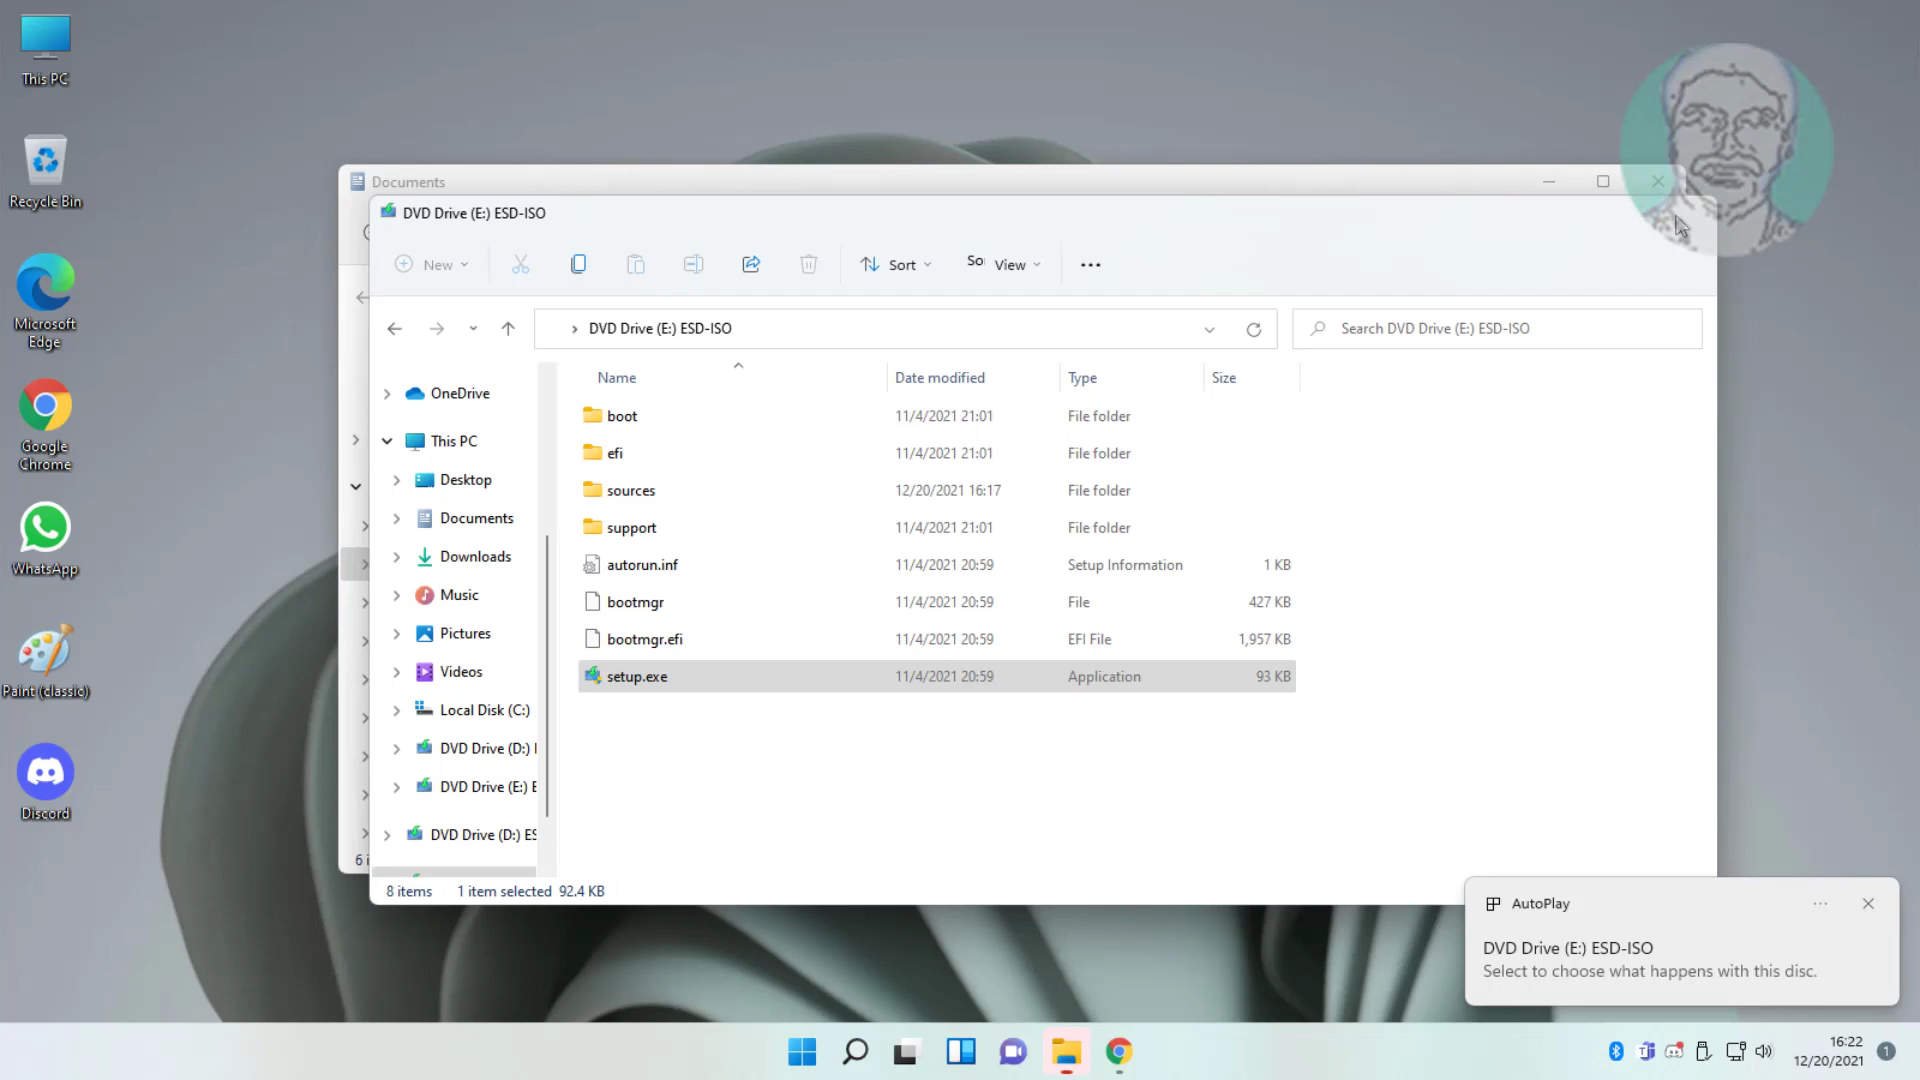 This PC
Recycle Bin
Microsoft
Edge
Google
Chrome
WhatsApp
Paint (classic)
Discord
Documents
DVD Drive (E:) ESD-ISO
New
Sort
So
View
DVD Drive (E:) ESD-ISO
Search DVD Drive (E:) ESD-ISO
Name Date modified Type Size
OneDrive
This PC
Desktop
Documents
Downloads
Music
Pictures
Videos
Local Disk (C:)
DVD Drive (D:)
DVD Drive (E:) E
DVD Drive (D:) ES
boot 11/4/2021 21:01 File folder
efi 11/4/2021 21:01 File folder
sources 12/20/2021 16:17 File folder
support 11/4/2021 21:01 File folder
autorun.inf 11/4/2021 20:59 Setup Information 1 KB
bootmgr 11/4/2021 20:59 File 427 KB
bootmgr.efi 11/4/2021 20:59 EFI File 1,957 KB
setup.exe 11/4/2021 20:59 Application 93 KB
6 i
8 items 1 item selected 92.4 KB
AutoPlay
DVD Drive (E:) ESD-ISO
Select to choose what happens with this disc.
16:22
12/20/2021
1